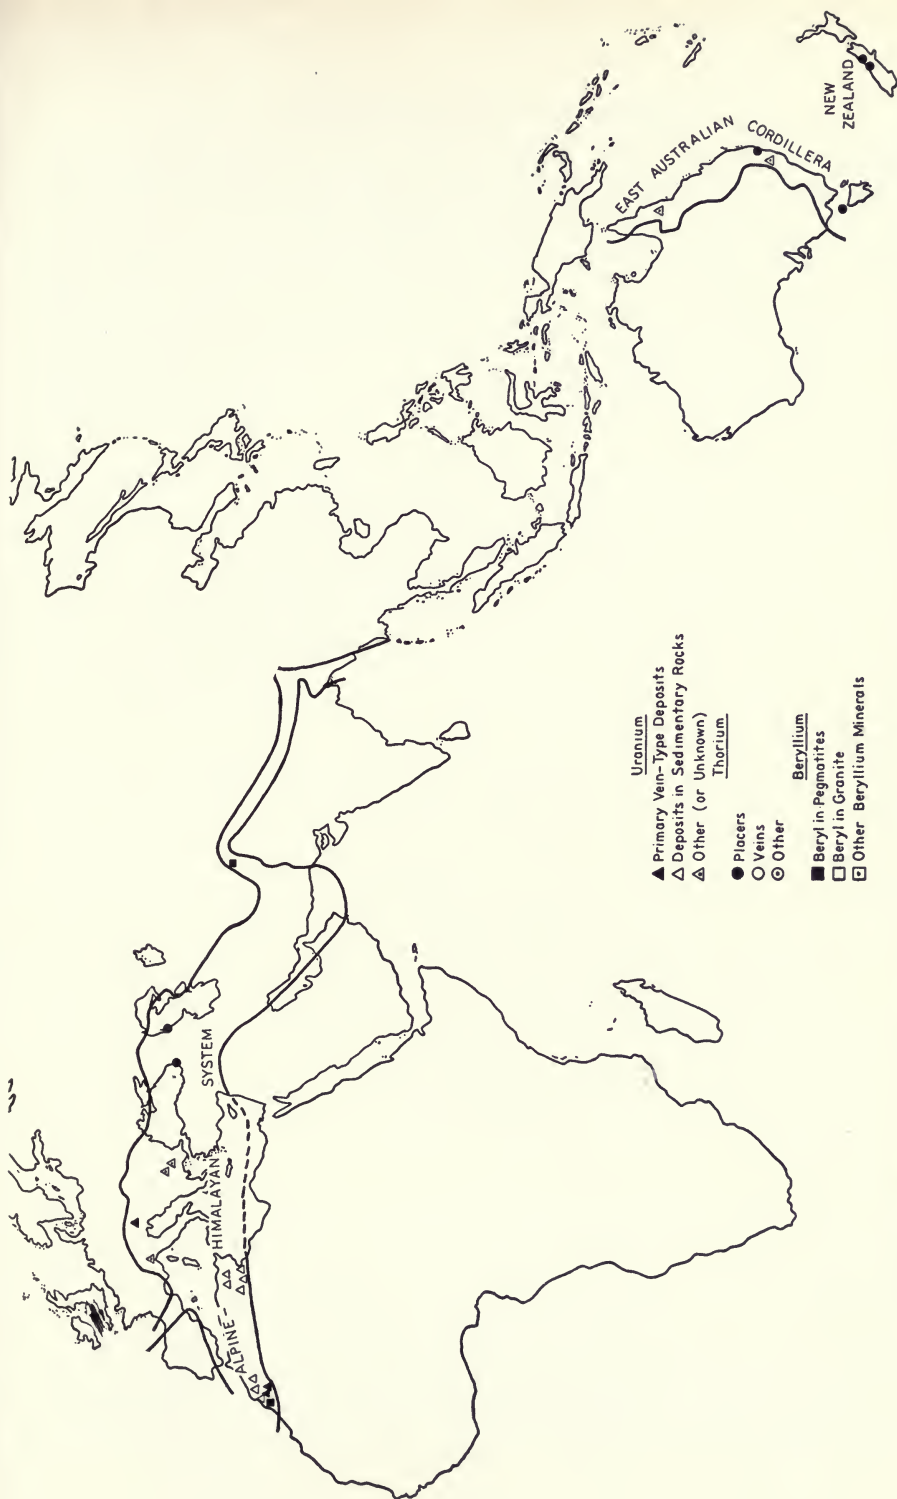 ALPINE-
HIMALAYAN
SYSTEM
EAST AUSTRALIAN CORDILLERA
NEW
ZEALAND
Uranium
▲ Primary Vein-Type Deposits
△ Deposits in Sedimentary Rocks
◬ Other (or Unknown)
Thorium
● Placers
○ Veins
⊙ Other
Beryllium
■ Beryl in Pegmatites
□ Beryl in Granite
⊡ Other Beryllium Minerals